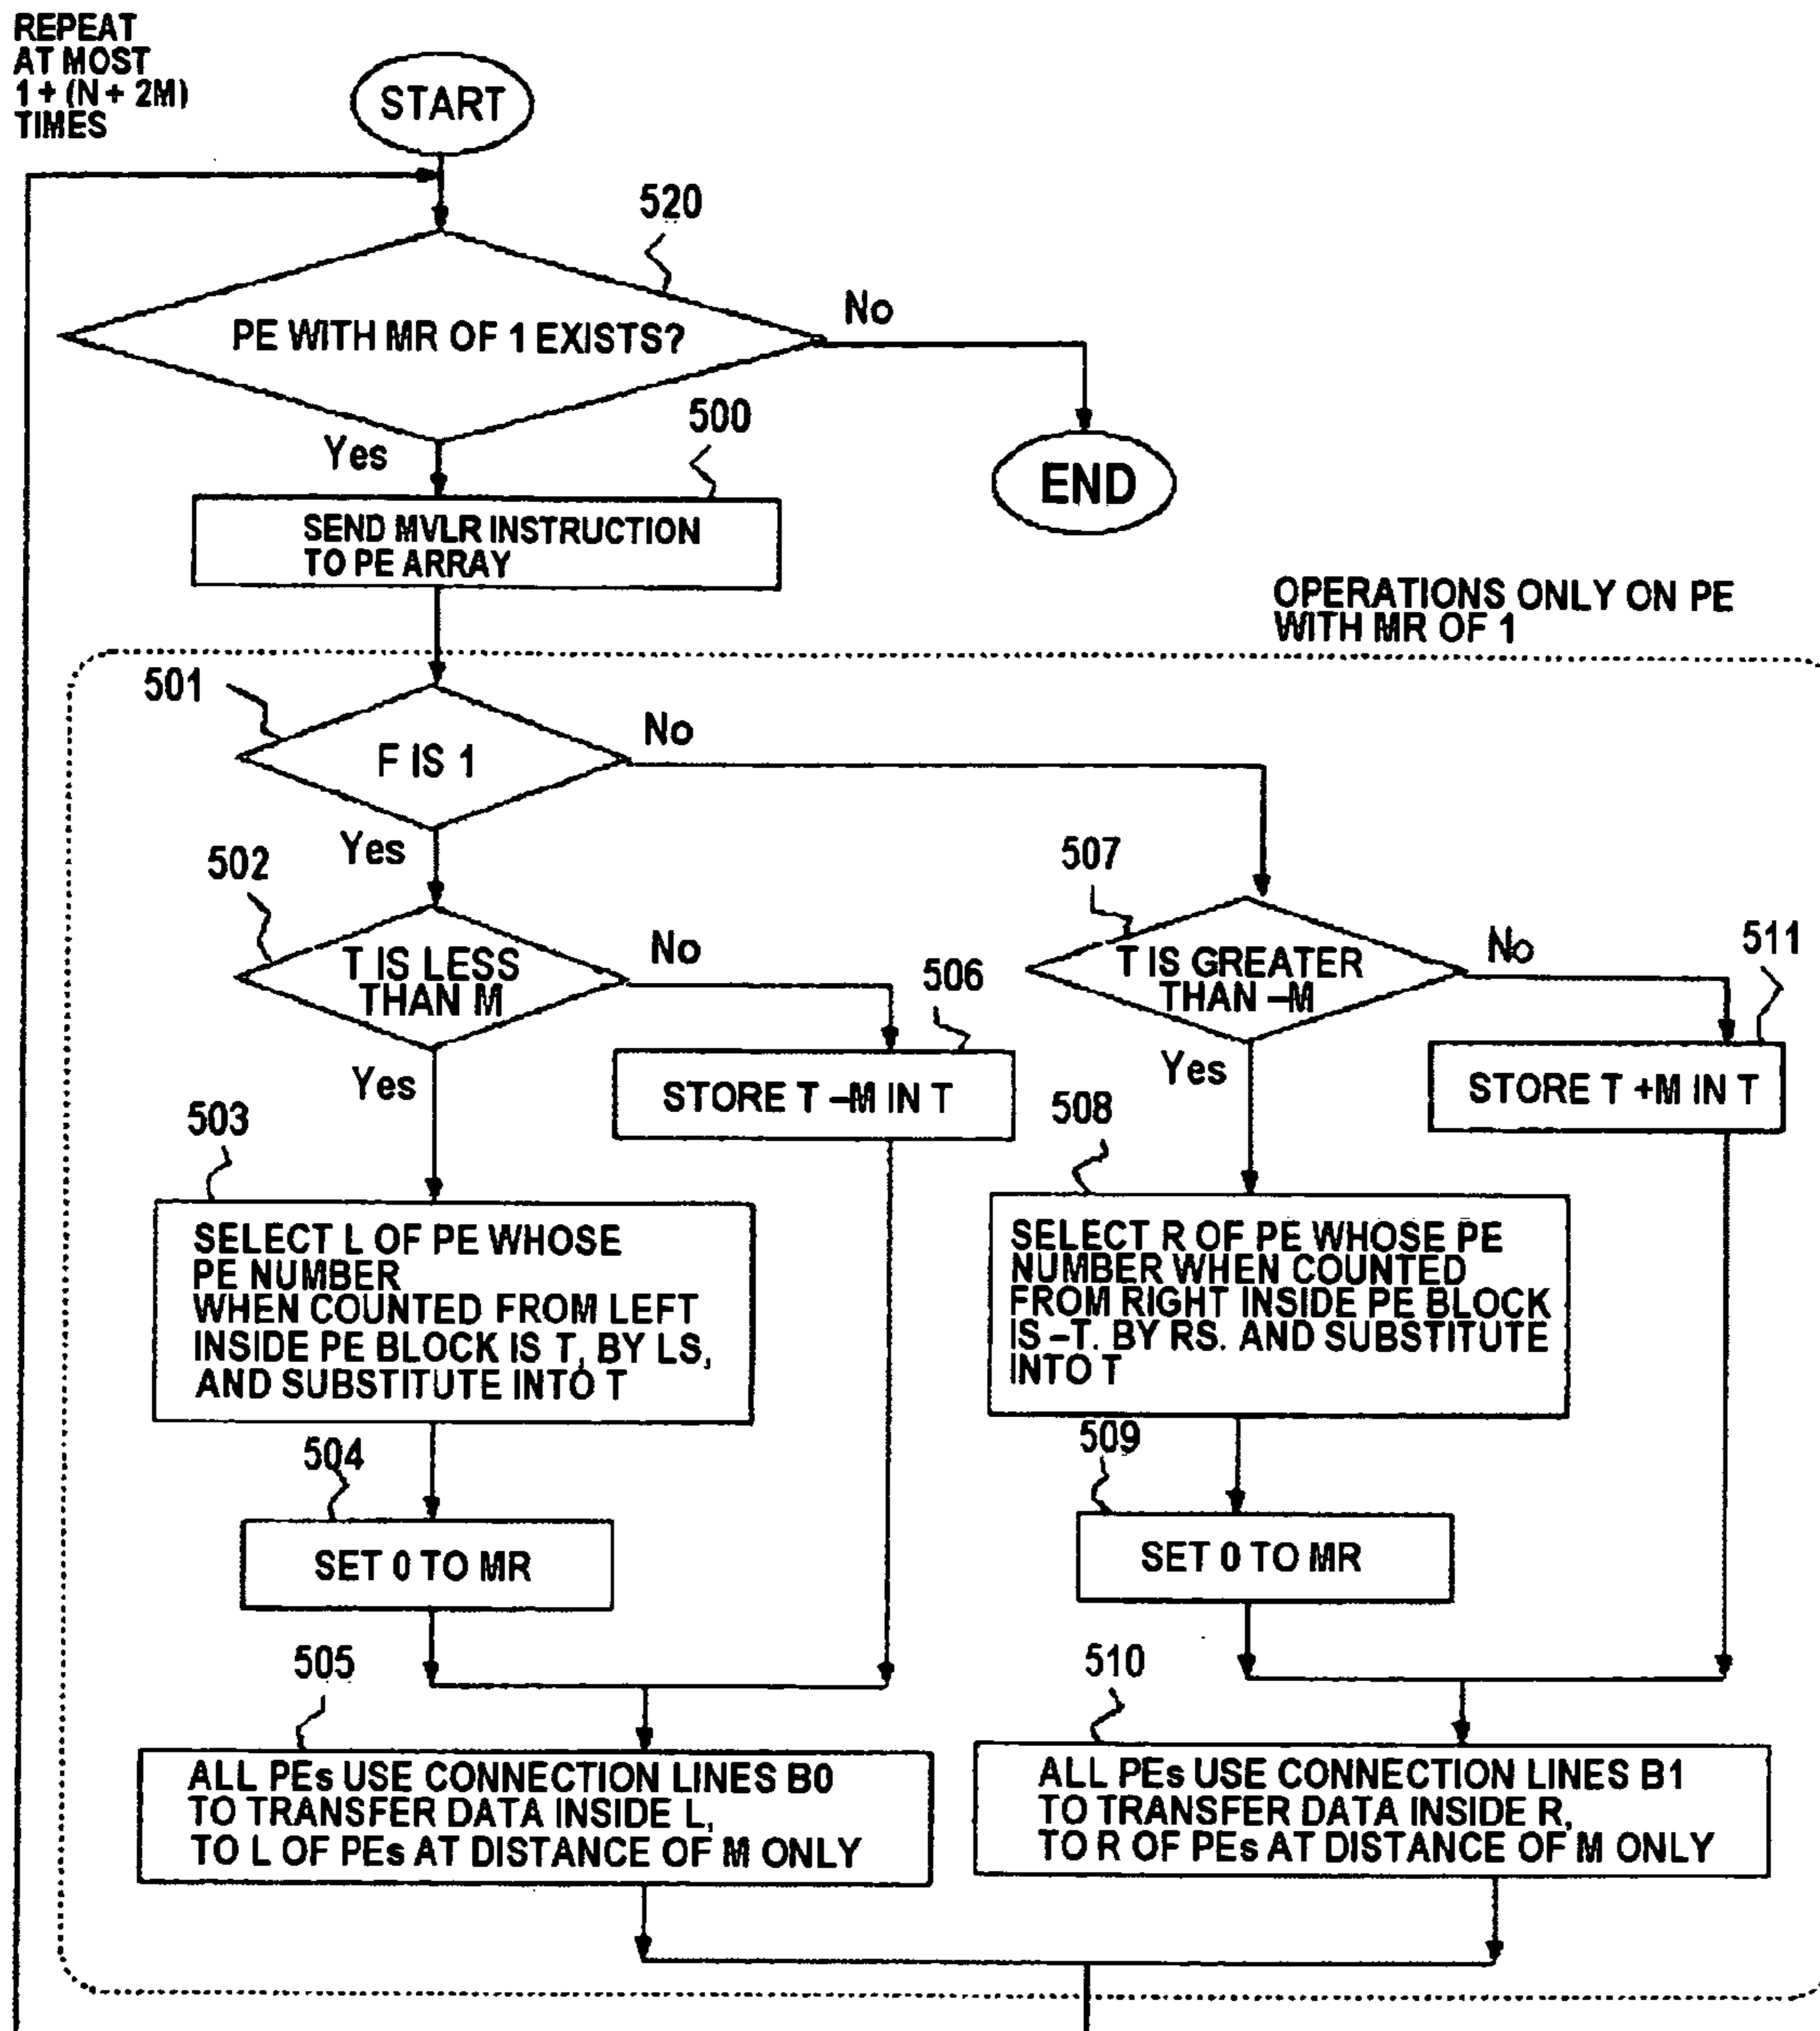 REPEAT
AT MOST
1 + (N + 2M)
TIMES
START
520
PE WITH MR OF 1 EXISTS?
No
Yes
500
END
SEND MVLR INSTRUCTION
TO PE ARRAY
OPERATIONS ONLY ON PE
WITH MR OF 1
501
F IS 1
No
Yes
502
T IS LESS
THAN M
No
Yes
506
STORE T –M IN T
507
T IS GREATER
THAN –M
No
Yes
511
STORE T +M IN T
503
SELECT L OF PE WHOSE
PE NUMBER
WHEN COUNTED FROM LEFT
INSIDE PE BLOCK IS T, BY LS,
AND SUBSTITUTE INTO T
508
SELECT R OF PE WHOSE PE
NUMBER WHEN COUNTED
FROM RIGHT INSIDE PE BLOCK
IS –T. BY RS. AND SUBSTITUTE
INTO T
504
SET 0 TO MR
509
SET 0 TO MR
505
ALL PEs USE CONNECTION LINES B0
TO TRANSFER DATA INSIDE L,
TO L OF PEs AT DISTANCE OF M ONLY
510
ALL PEs USE CONNECTION LINES B1
TO TRANSFER DATA INSIDE R,
TO R OF PEs AT DISTANCE OF M ONLY